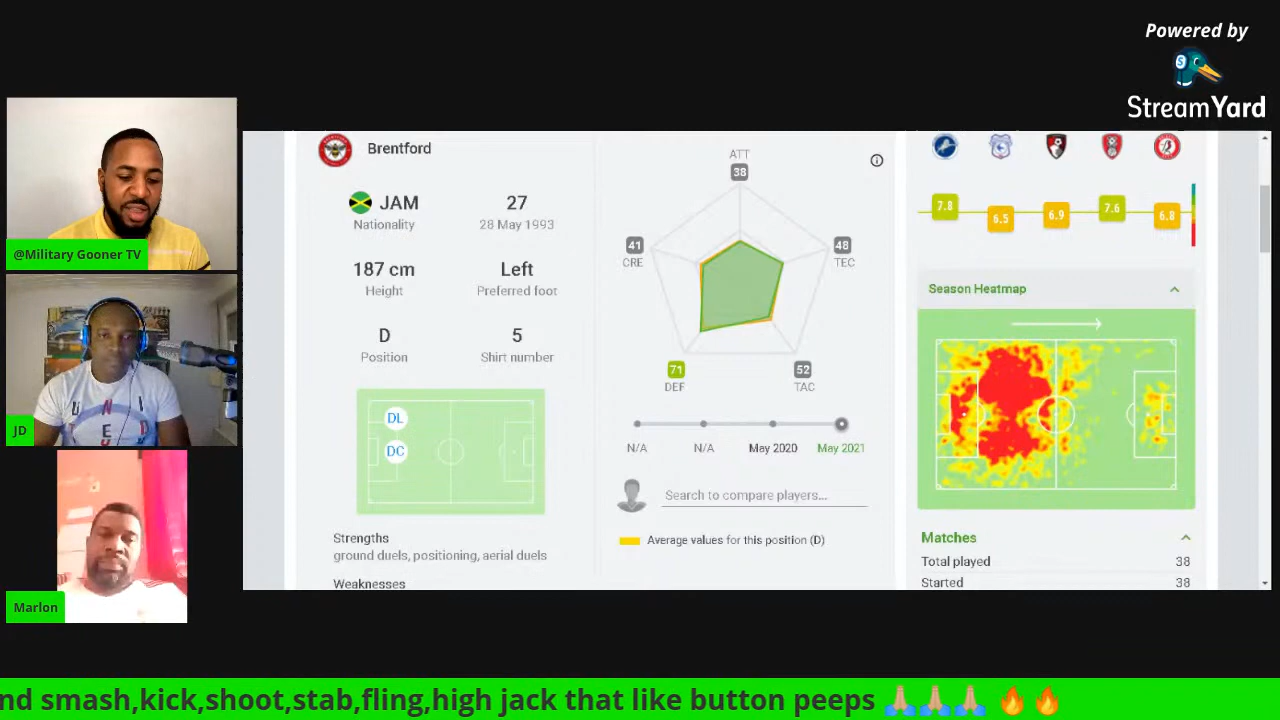 Powered by
StreamYard
@Military Gooner TV
JD
Marlon
Brentford
JAM
Nationality
27
28 May 1993
187 cm
Height
Left
Preferred foot
D
Position
5
Shirt number
DL
DC
Strengths
ground duels, positioning, aerial duels
Weaknesses
ATT
38
41
CRE
48
TEC
71
DEF
52
TAC
N/A
N/A
May 2020
May 2021
Search to compare players...
Average values for this position (D)
7.8
6.5
6.9
7.6
6.8
Season Heatmap
Matches
Total played 38
Started 38
nd smash,kick,shoot,stab,fling,high jack that like button peeps 🙏🏽🙏🏽🙏🏽 🔥🔥